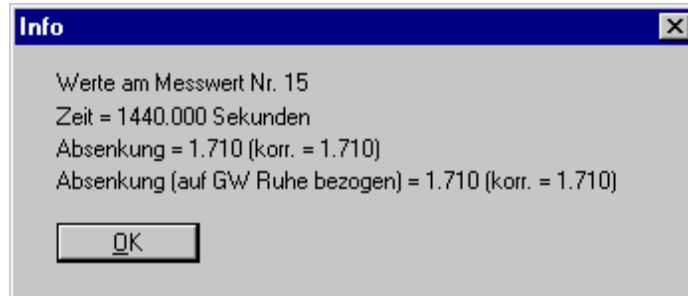 Info
Werte am Messwert Nr. 15
Zeit = 1440.000 Sekunden
Absenkung = 1.710 (korr. = 1.710)
Absenkung (auf GW Ruhe bezogen) = 1.710 (korr. = 1.710)
OK